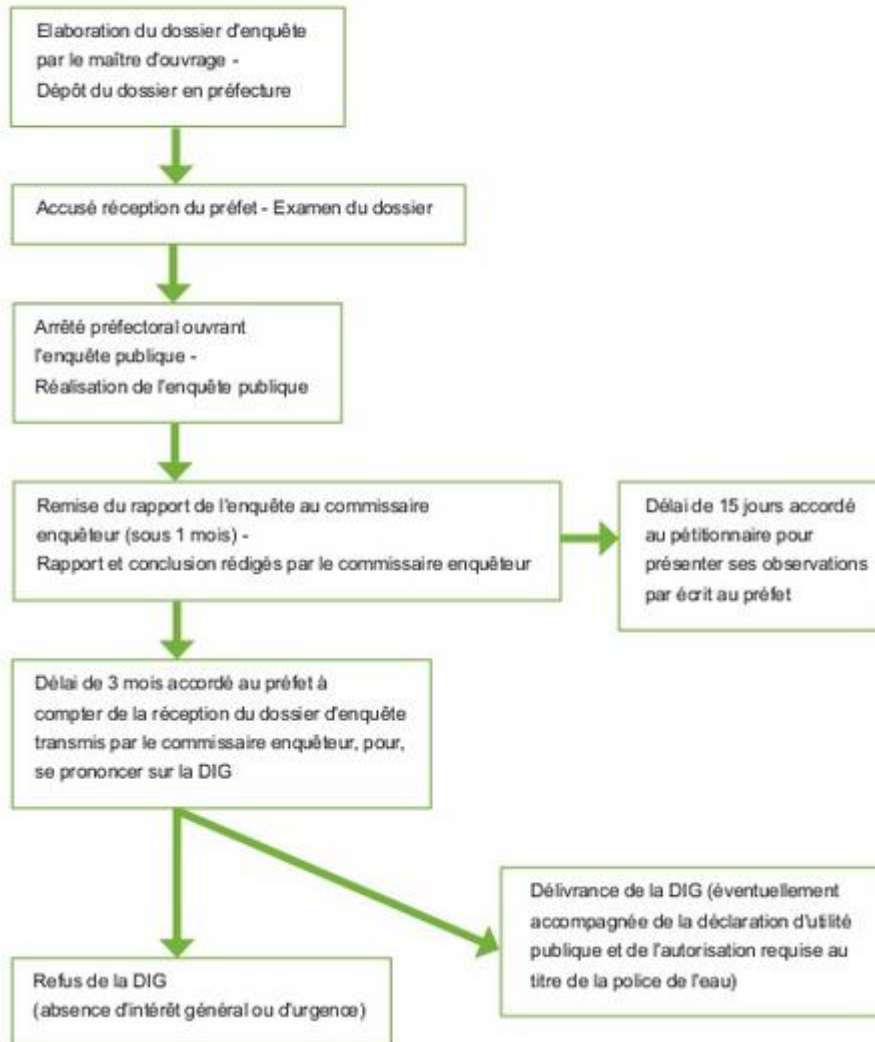 Elaboration du dossier d'enquête
par le maître d'ouvrage -
Dépôt du dossier en préfecture
Accusé réception du préfet - Examen du dossier
Arrêté préfectoral ouvrant
l'enquête publique -
Réalisation de l'enquête publique
Remise du rapport de l'enquête au commissaire
enquêteur (sous 1 mois) -
Rapport et conclusion rédigés par le commissaire enquêteur
Délai de 15 jours accordé
au pétitionnaire pour
présenter ses observations
par écrit au préfet
Délai de 3 mois accordé au préfet à
compter de la réception du dossier d'enquête
transmis par le commissaire enquêteur, pour,
se prononcer sur la DIG
Délivrance de la DIG (éventuellement
accompagnée de la déclaration d'utilité
publique et de l'autorisation requise au
titre de la police de l'eau)
Refus de la DIG
(absence d'intérêt général ou d'urgence)